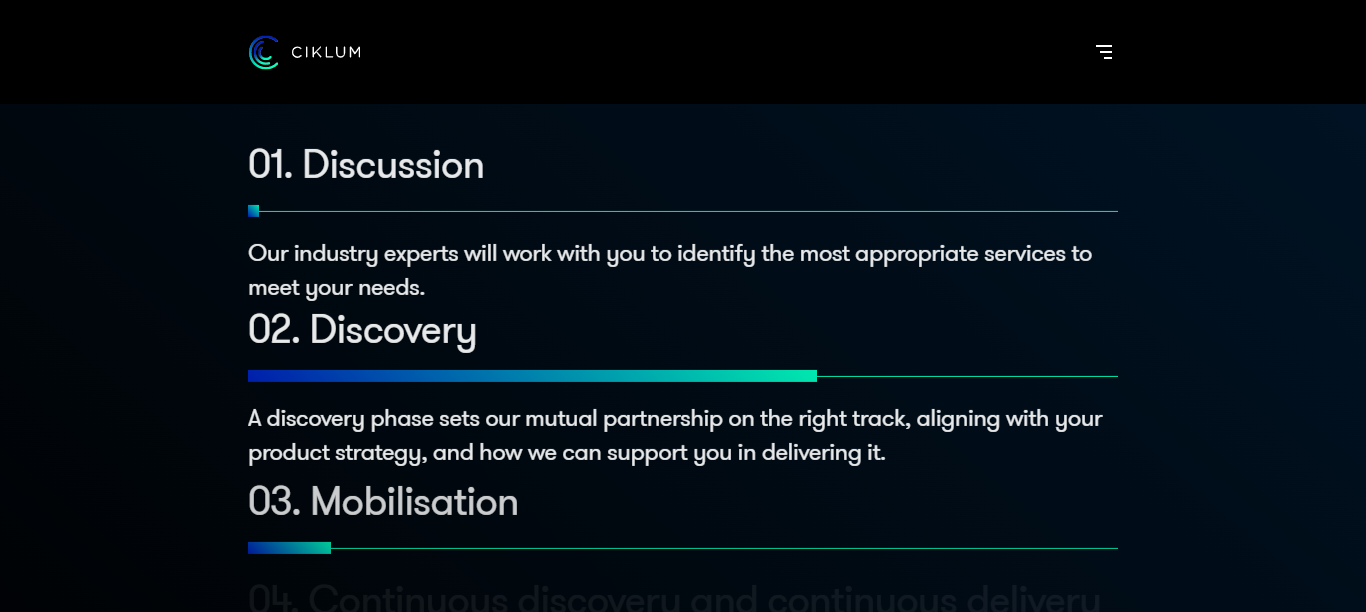 CIKLUM
01. Discussion
Our industry experts will work with you to identify the most appropriate services to
meet your needs.
02. Discovery
A discovery phase sets our mutual partnership on the right track, aligning with your
product strategy, and how we can support you in delivering it.
03. Mobilisation
04. Continuous discovery and continuous delivery